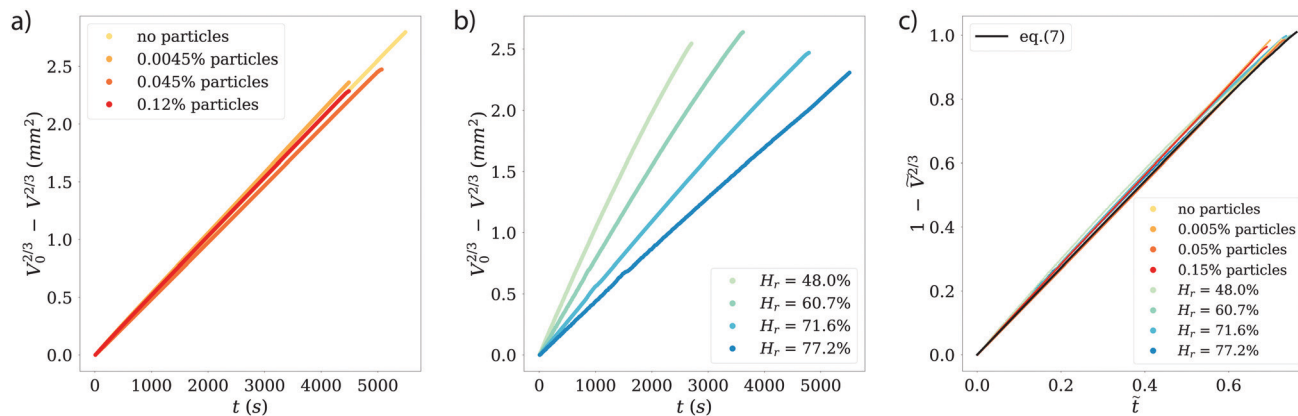 a)
no particles
0.0045% particles
0.045% particles
0.12% particles
V₀^{2/3} − V^{2/3} (mm²)
2.5
2.0
1.5
1.0
0.5
0.0
0 1000 2000 3000 4000 5000
t (s)
b)
V₀^{2/3} − V^{2/3} (mm²)
2.5
2.0
1.5
1.0
0.5
0.0
H_r = 48.0%
H_r = 60.7%
H_r = 71.6%
H_r = 77.2%
0 1000 2000 3000 4000 5000
t (s)
c)
eq.(7)
1 − Ṽ^{2/3}
1.0
0.8
0.6
0.4
0.2
0.0
no particles
0.005% particles
0.05% particles
0.15% particles
H_r = 48.0%
H_r = 60.7%
H_r = 71.6%
H_r = 77.2%
0.0 0.2 0.4 0.6
t̃